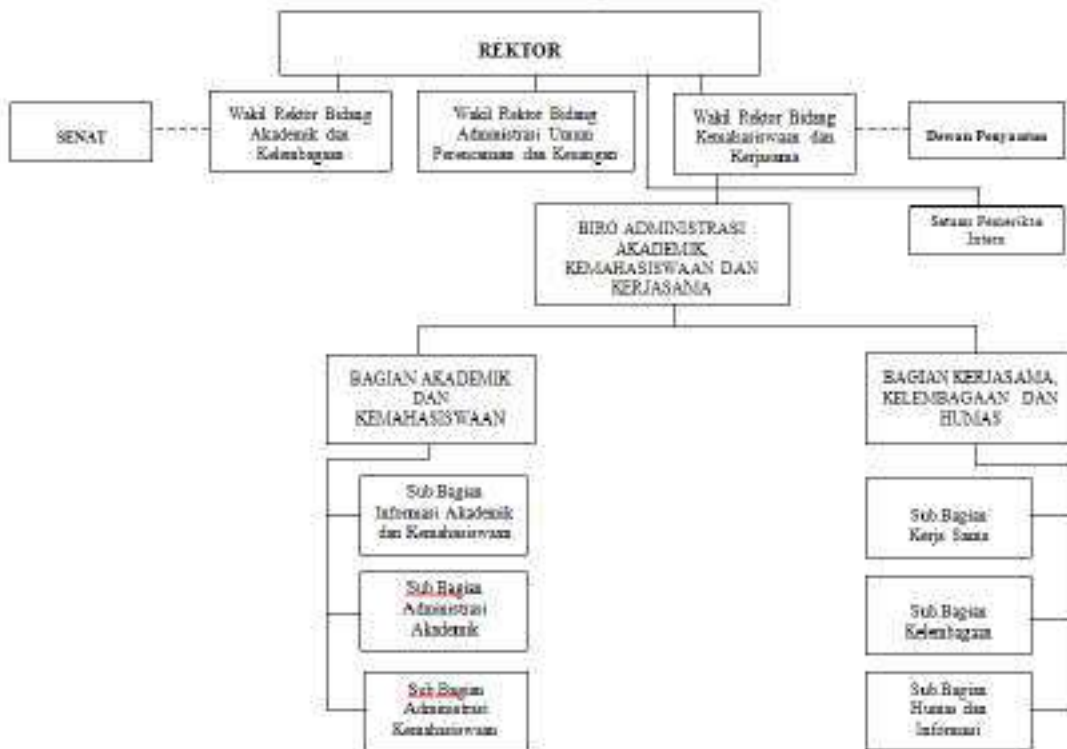 REKTOR
SENAT
Wakil Rektor Bidang
Akademik dan
Kelembagaan
Wakil Rektor Bidang
Administrasi Umum
Perencanaan dan Keuangan
Wakil Rektor Bidang
Kemahasiswaan dan
Kerjasama
Dewan Penyantun
Satuan Pemeriksa
Intern
BIRO ADMINISTRASI
AKADEMIK,
KEMAHASISWAAN DAN
KERJASAMA
BAGIAN AKADEMIK
DAN
KEMAHASISWAAN
BAGIAN KERJASAMA,
KELEMBAGAAN DAN
HUMAS
Sub.Bagian
Informasi Akademik
dan Kemahasiswaan
Sub.Bagian
Administrasi
Akademik
Sub.Bagian
Administrasi
Kemahasiswaan
Sub.Bagian
Kerja Sama
Sub.Bagian
Kelembagaan
Sub.Bagian
Humas dan
Informasi